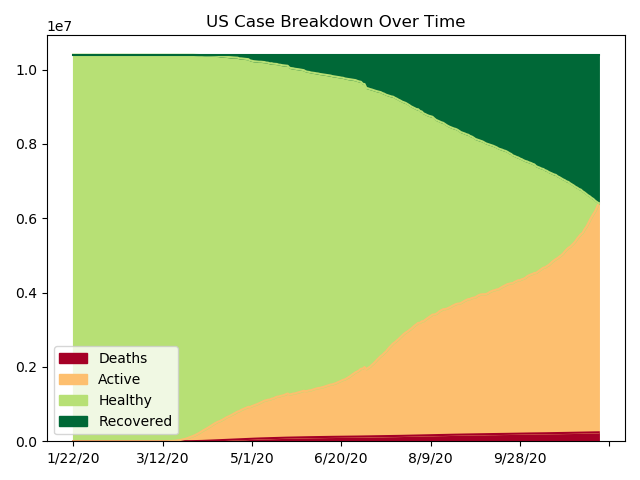 US Case Breakdown Over Time
1e7
1.0
0.8
0.6
0.4
0.2
0.0
Deaths
Active
Healthy
Recovered
1/22/20 3/12/20 5/1/20 6/20/20 8/9/20 9/28/20